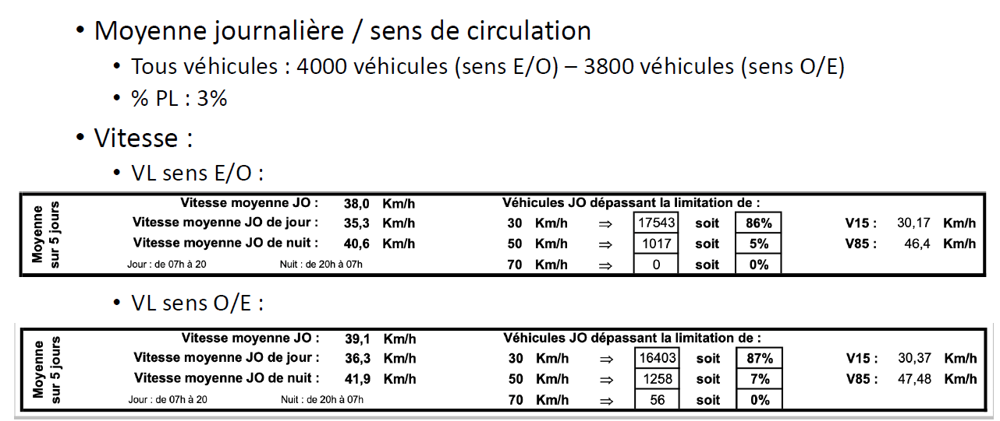 • Moyenne journalière / sens de circulation
• Tous véhicules : 4000 véhicules (sens E/O) – 3800 véhicules (sens O/E)
• % PL : 3%
• Vitesse :
• VL sens E/O :
Moyenne sur 5 jours
Vitesse moyenne JO : 38,0 Km/h Véhicules JO dépassant la limitation de :
Vitesse moyenne JO de jour : 35,3 Km/h 30 Km/h ⇒ 17543 soit 86% V15 : 30,17 Km/h
Vitesse moyenne JO de nuit : 40,6 Km/h 50 Km/h ⇒ 1017 soit 5% V85 : 46,4 Km/h
Jour : de 07h à 20 Nuit : de 20h à 07h 70 Km/h ⇒ 0 soit 0%
• VL sens O/E :
Moyenne sur 5 jours
Vitesse moyenne JO : 39,1 Km/h Véhicules JO dépassant la limitation de :
Vitesse moyenne JO de jour : 36,3 Km/h 30 Km/h ⇒ 16403 soit 87% V15 : 30,37 Km/h
Vitesse moyenne JO de nuit : 41,9 Km/h 50 Km/h ⇒ 1258 soit 7% V85 : 47,48 Km/h
Jour : de 07h à 20 Nuit : de 20h à 07h 70 Km/h ⇒ 56 soit 0%